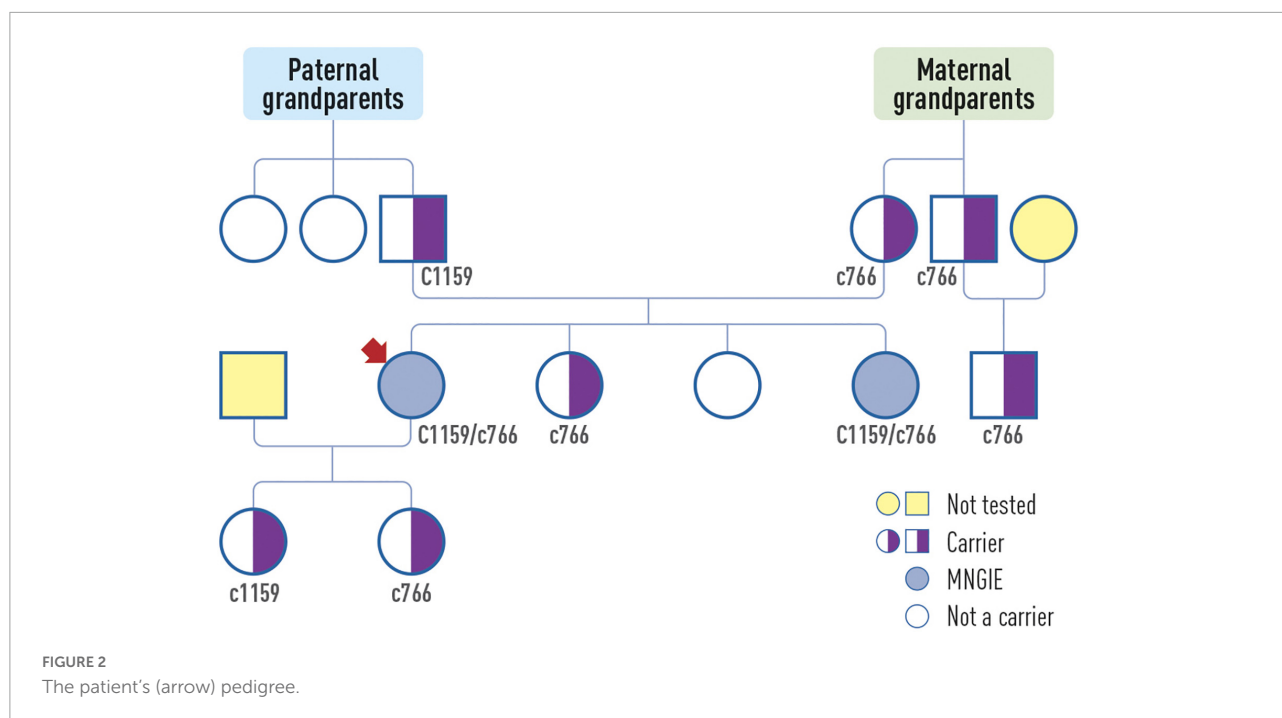 Paternal
grandparents
Maternal
grandparents
C1159
c766
c766
C1159/c766
c766
C1159/c766
c766
c1159
c766
Not tested
Carrier
MNGIE
Not a carrier
FIGURE 2
The patient's (arrow) pedigree.